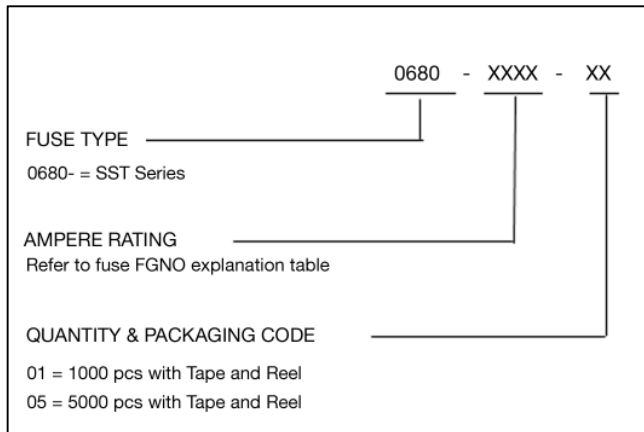 0680 - XXXX - XX
FUSE TYPE
0680- = SST Series
AMPERE RATING
Refer to fuse FGNO explanation table
QUANTITY & PACKAGING CODE
01 = 1000 pcs with Tape and Reel
05 = 5000 pcs with Tape and Reel